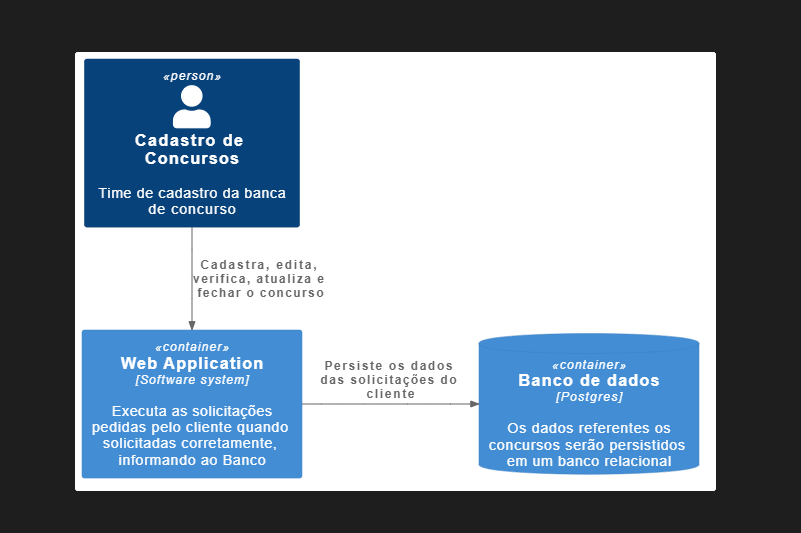 «person»
Cadastro de
Concursos
Time de cadastro da banca
de concurso
Cadastra, edita,
verifica, atualiza e
fechar o concurso
«container»
Web Application
[Software system]
Executa as solicitações
pedidas pelo cliente quando
solicitadas corretamente,
informando ao Banco
Persiste os dados
das solicitações do
cliente
«container»
Banco de dados
[Postgres]
Os dados referentes os
concursos serão persistidos
em um banco relacional